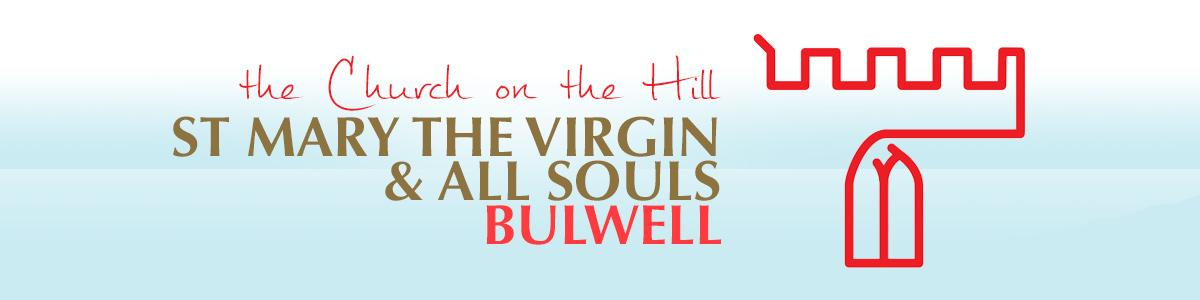 the Church on the Hill
ST MARY THE VIRGIN
& ALL SOULS
BULWELL